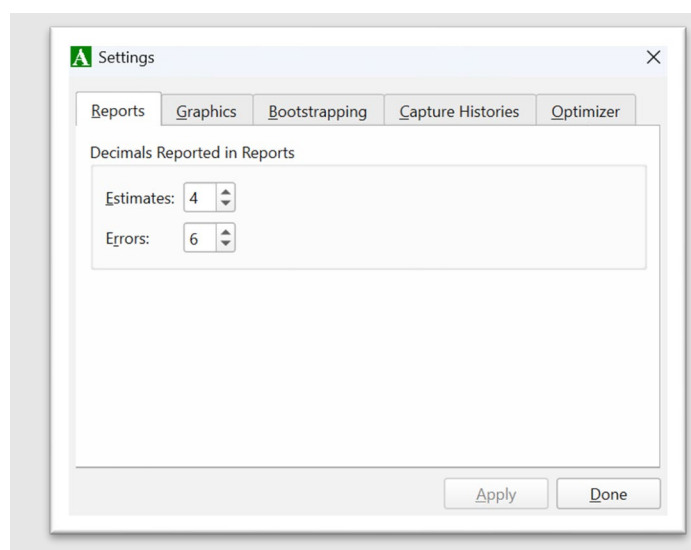 A Settings
Reports Graphics Bootstrapping Capture Histories Optimizer
Decimals Reported in Reports
Estimates: 4
Errors: 6
Apply Done